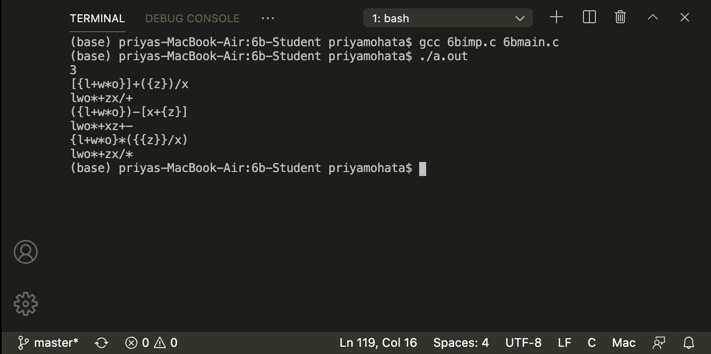 TERMINAL DEBUG CONSOLE ... 1: bash
(base) priyas-MacBook-Air:6b-Student priyamohata$ gcc 6bimp.c 6bmain.c
(base) priyas-MacBook-Air:6b-Student priyamohata$ ./a.out
3
[{l+w*o}]+({z})/x
lwo*+zx/+
({l+w*o})-[x+{z}]
lwo*+xz+-
{l+w*o}*({{z}}/x)
lwo*+zx/*
(base) priyas-MacBook-Air:6b-Student priyamohata$
master* 0 0 Ln 119, Col 16 Spaces: 4 UTF-8 LF C Mac